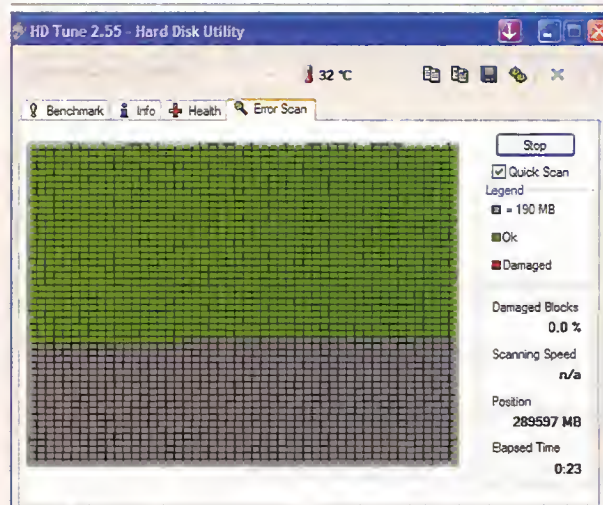 HD Tune 2.55 - Hard Disk Utility
32 °C
Benchmark Info Health Error Scan
Stop
Quick Scan
Legend
= 190 MB
Ok
Damaged
Damaged Blocks
0.0 %
Scanning Speed
n/a
Position
289597 MB
Elapsed Time
0:23